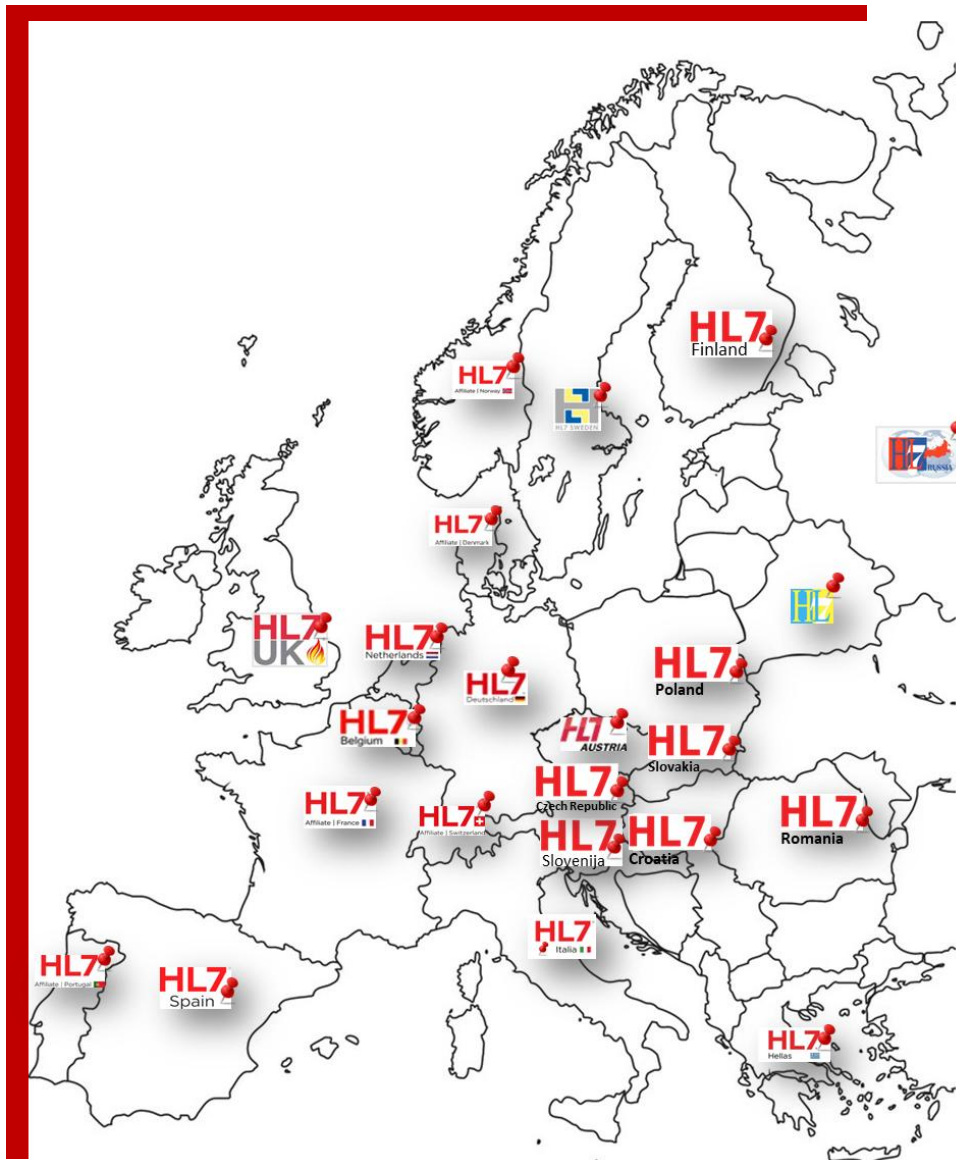 HL7
Finland
HL7
Affiliate | Norway
HL7 SWEDEN
HL7
RUSSIA
HL7
Affiliate | Denmark
HL7
HL7
UK
HL7
Netherlands
HL7
Poland
HL7
Deutschland
HL7
Belgium
HL7
AUSTRIA
HL7
Slovakia
HL7
Czech Republic
HL7
Affiliate | France
HL7
Affiliate | Switzerland
HL7
Romania
HL7
Slovenija
HL7
Croatia
HL7
Italia
HL7
Affiliate | Portugal
HL7
Spain
HL7
Hellas